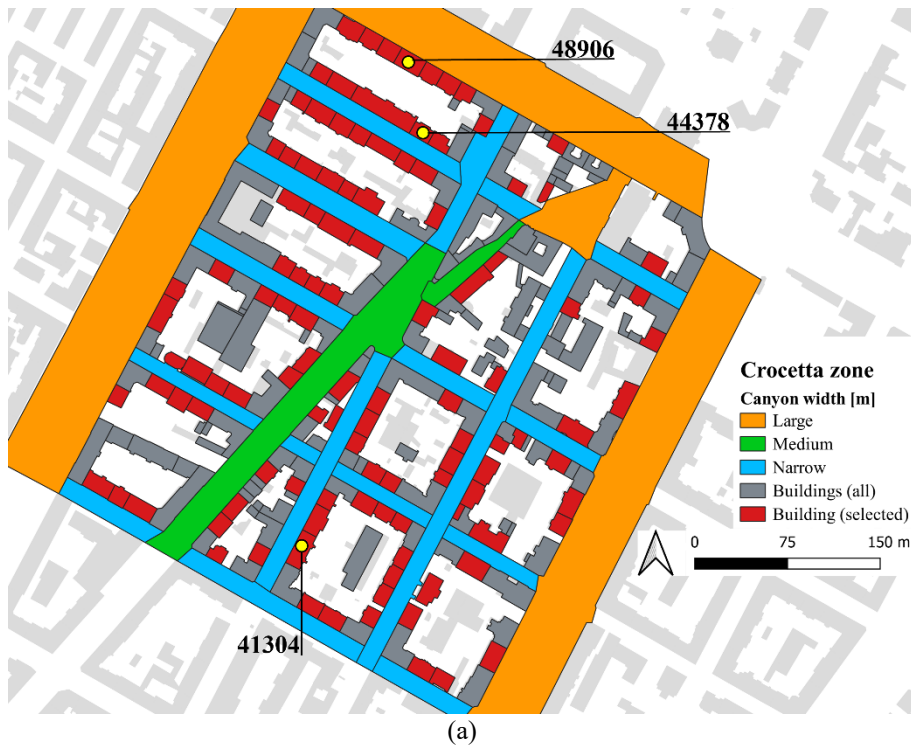 48906
44378
Crocetta zone
Canyon width [m]
Large
Medium
Narrow
Buildings (all)
Building (selected)
0 75 150 m
41304
(a)